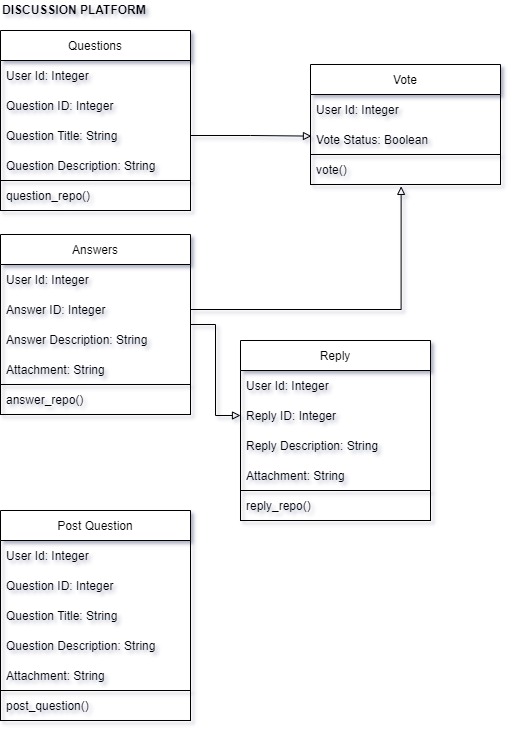 DISCUSSION PLATFORM
Questions
User Id: Integer
Question ID: Integer
Question Title: String
Question Description: String
question_repo()
Vote
User Id: Integer
Vote Status: Boolean
vote()
Answers
User Id: Integer
Answer ID: Integer
Answer Description: String
Attachment: String
answer_repo()
Reply
User Id: Integer
Reply ID: Integer
Reply Description: String
Attachment: String
reply_repo()
Post Question
User Id: Integer
Question ID: Integer
Question Title: String
Question Description: String
Attachment: String
post_question()